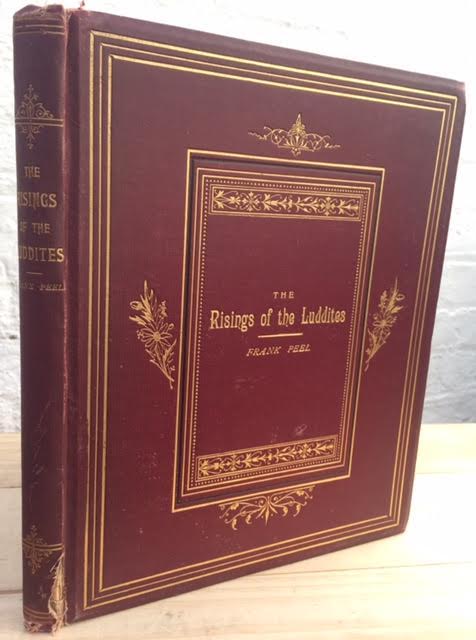 THE
RISINGS
OF THE
LUDDITES
FRANK PEEL
THE
Risings of the Luddites
FRANK PEEL